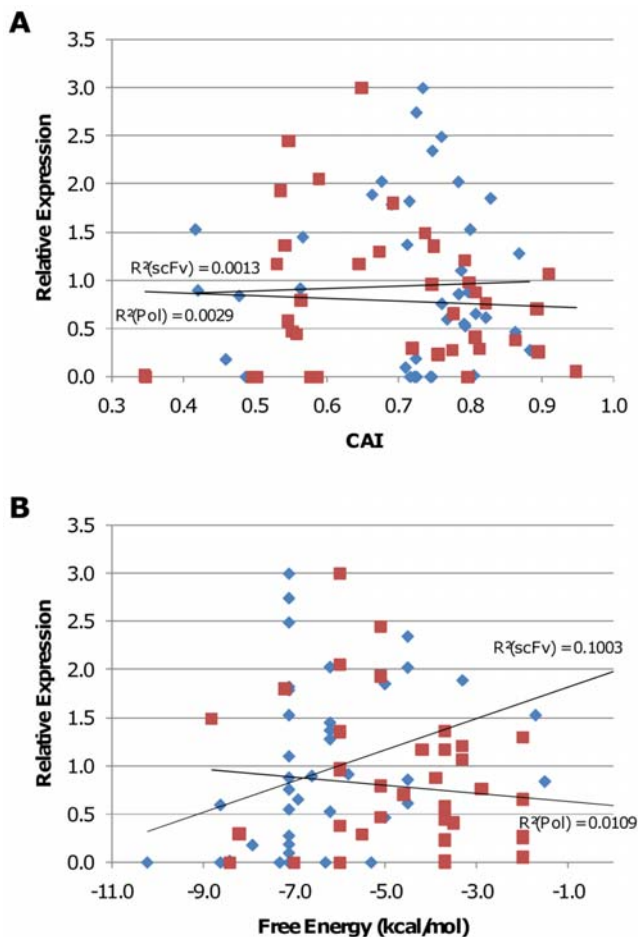 A
Relative Expression
3.5
3.0
2.5
2.0
1.5
1.0
0.5
0.0
R²(scFv) = 0.0013
R²(Pol) = 0.0029
0.3 0.4 0.5 0.6 0.7 0.8 0.9 1.0
CAI
B
Relative Expression
3.5
3.0
2.5
2.0
1.5
1.0
0.5
0.0
R²(scFv) = 0.1003
R²(Pol) = 0.0109
-11.0 -9.0 -7.0 -5.0 -3.0 -1.0
Free Energy (kcal/mol)